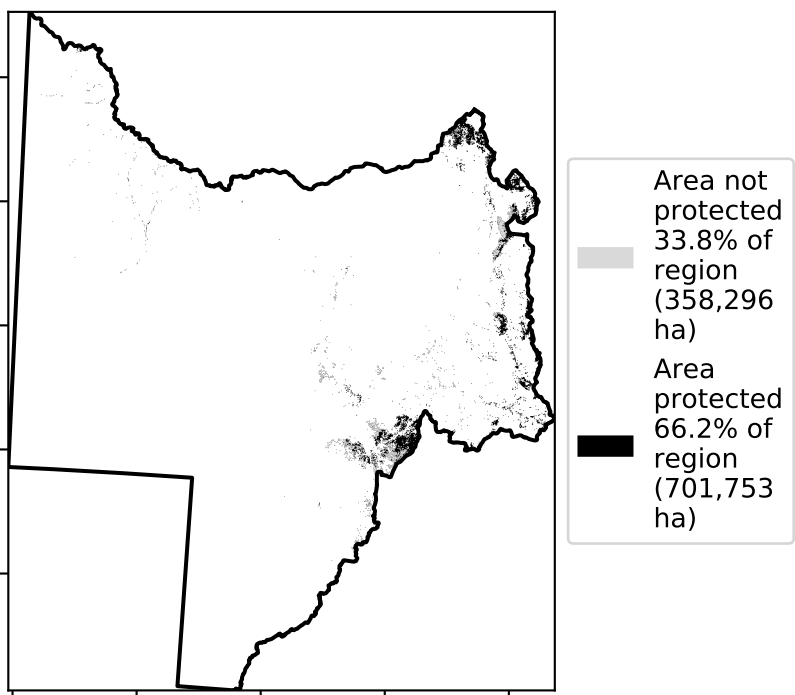 Area not
protected
33.8% of
region
(358,296
ha)
Area
protected
66.2% of
region
(701,753
ha)